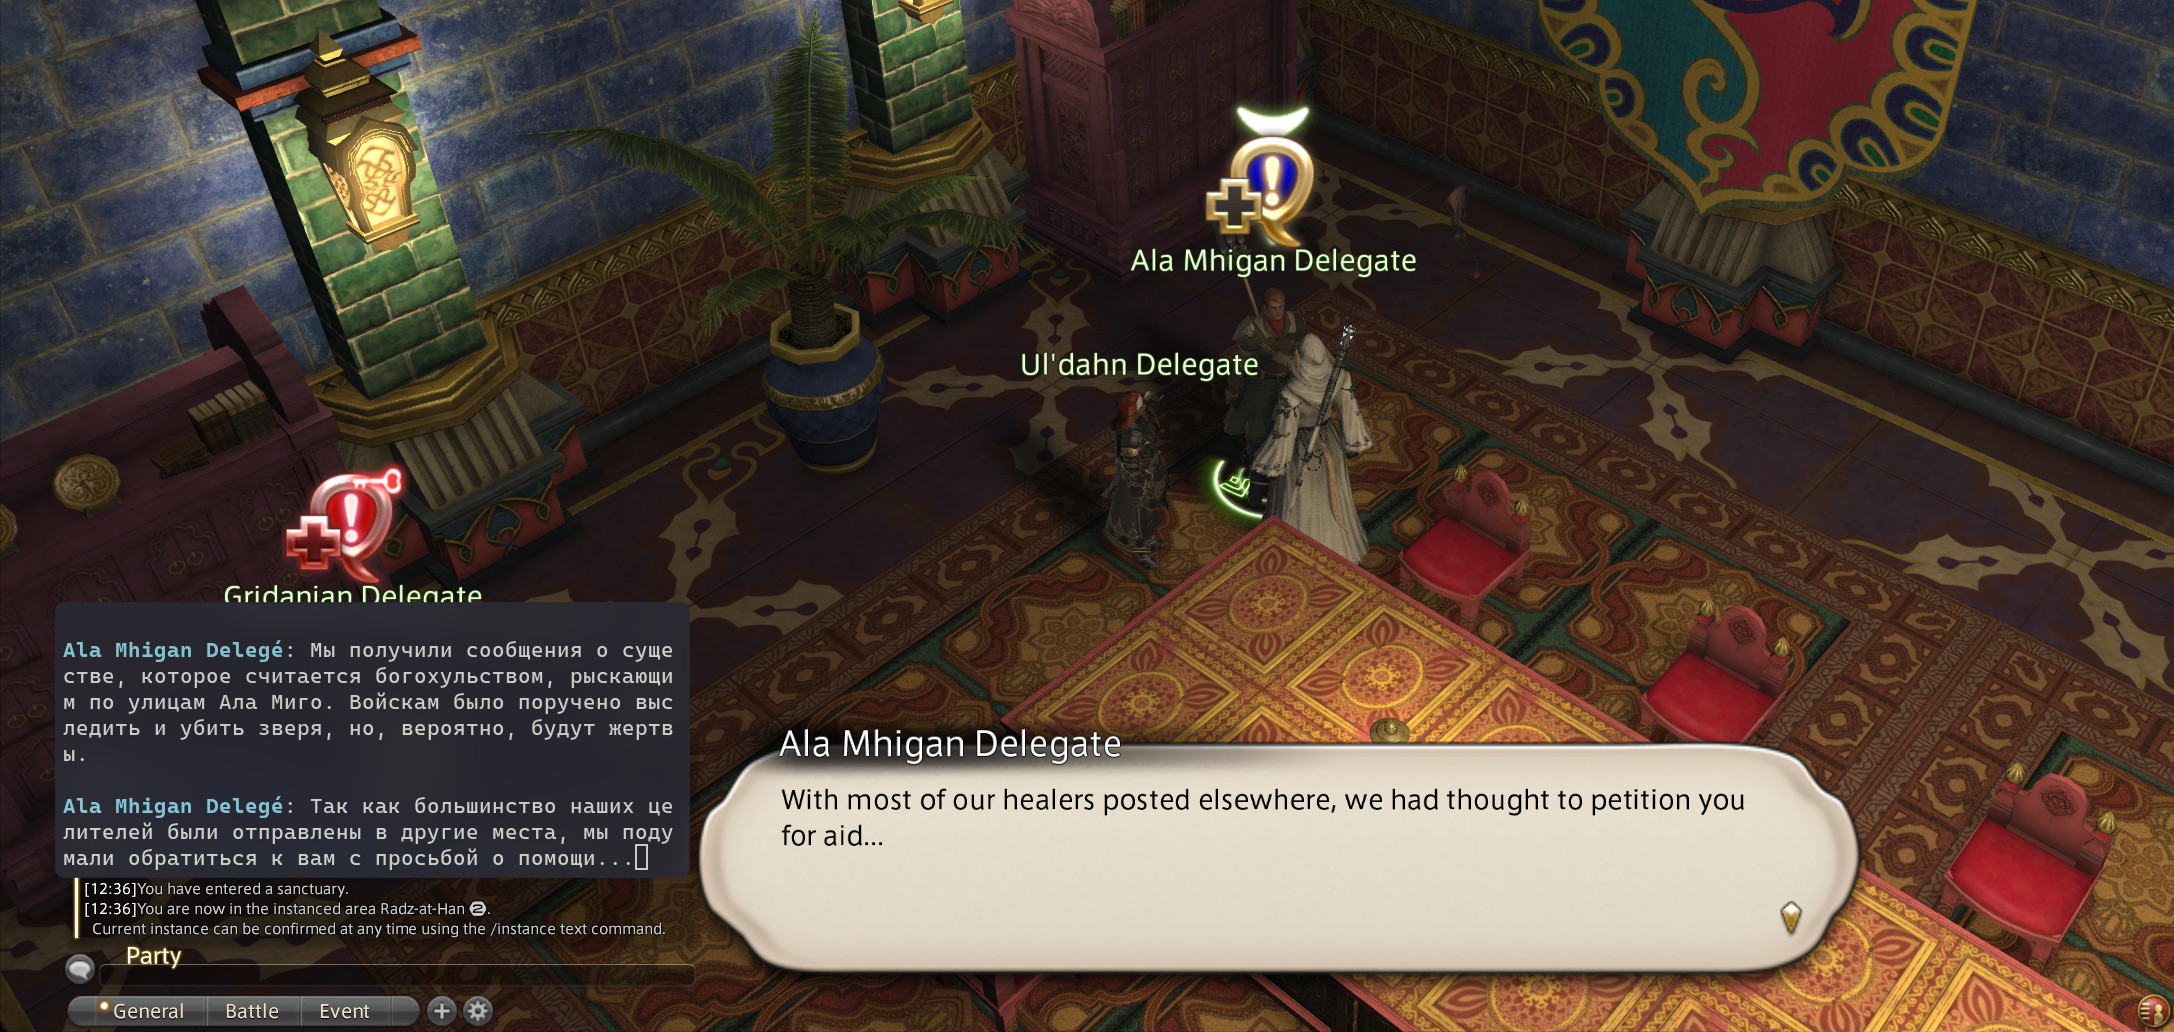 Ala Mhigan Delegate
Ul'dahn Delegate
Gridanian Delegate
Ala Mhigan Delegé: Мы получили сообщения о суще
стве, которое считается богохульством, рыскающи
м по улицам Ала Миго. Войскам было поручено выс
ледить и убить зверя, но, вероятно, будут жертв
ы.
Ala Mhigan Delegé: Так как большинство наших це
лителей были отправлены в другие места, мы поду
мали обратиться к вам с просьбой о помощи...
Ala Mhigan Delegate
With most of our healers posted elsewhere, we had thought to petition you
for aid...
[12:36]You have entered a sanctuary.
[12:36]You are now in the instanced area Radz-at-Han 2.
Current instance can be confirmed at any time using the /instance text command.
Party
General Battle Event